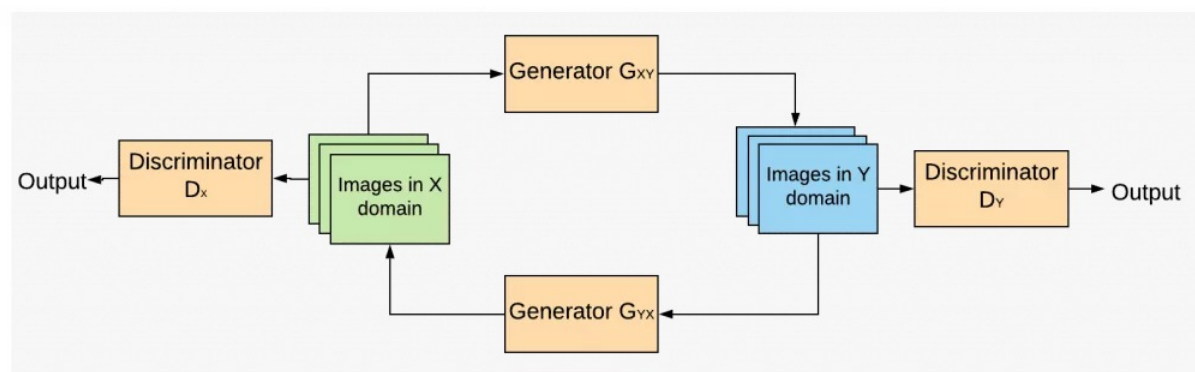 Generator GXY
Output
Discriminator
DX
Images in X
domain
Images in Y
domain
Discriminator
DY
Output
Generator GYX